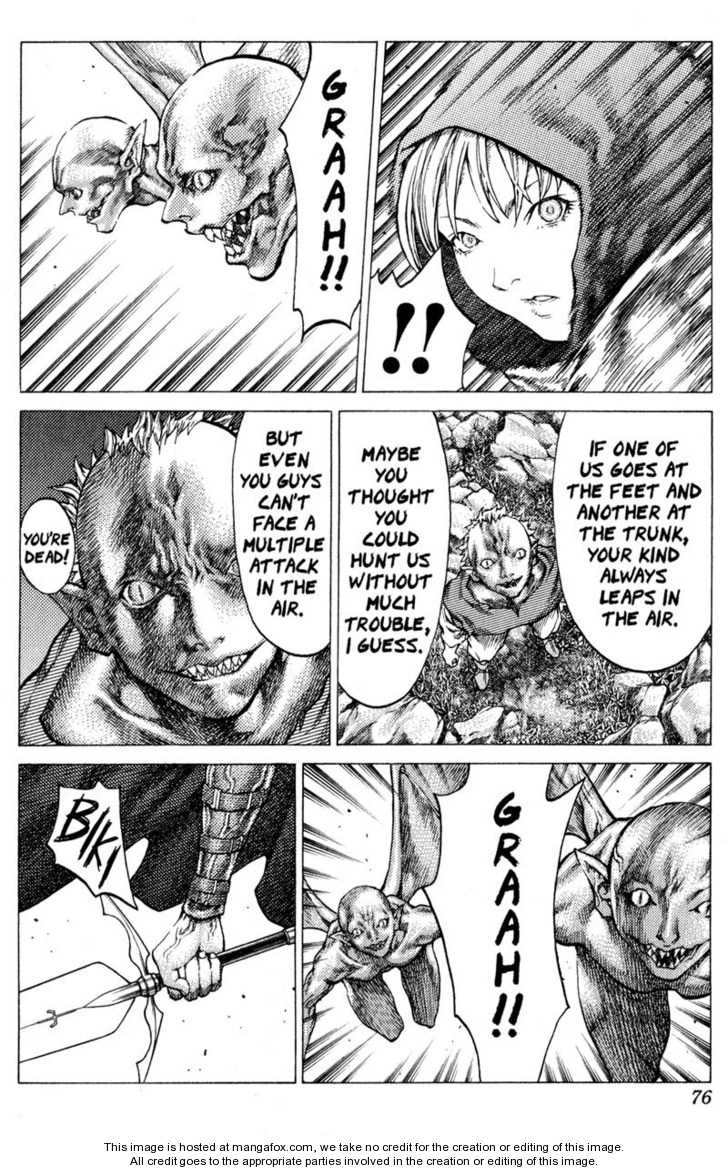 !!
G
R
A
A
H
!!
IF ONE OF
US GOES AT
THE FEET AND
ANOTHER AT
THE TRUNK,
YOUR KIND
ALWAYS
LEAPS IN
THE AIR.
MAYBE
YOU
THOUGHT
YOU
COULD
HUNT US
WITHOUT
MUCH
TROUBLE,
I GUESS.
BUT
EVEN
YOU GUYS
CAN'T
FACE A
MULTIPLE
ATTACK
IN THE
AIR.
YOU'RE
DEAD!
G
R
A
A
H
!!
BIKI
76
This image is hosted at mangafox.com, we take no credit for the creation or editing of this image.
All credit goes to the appropriate parties involved in the creation or editing of this image.